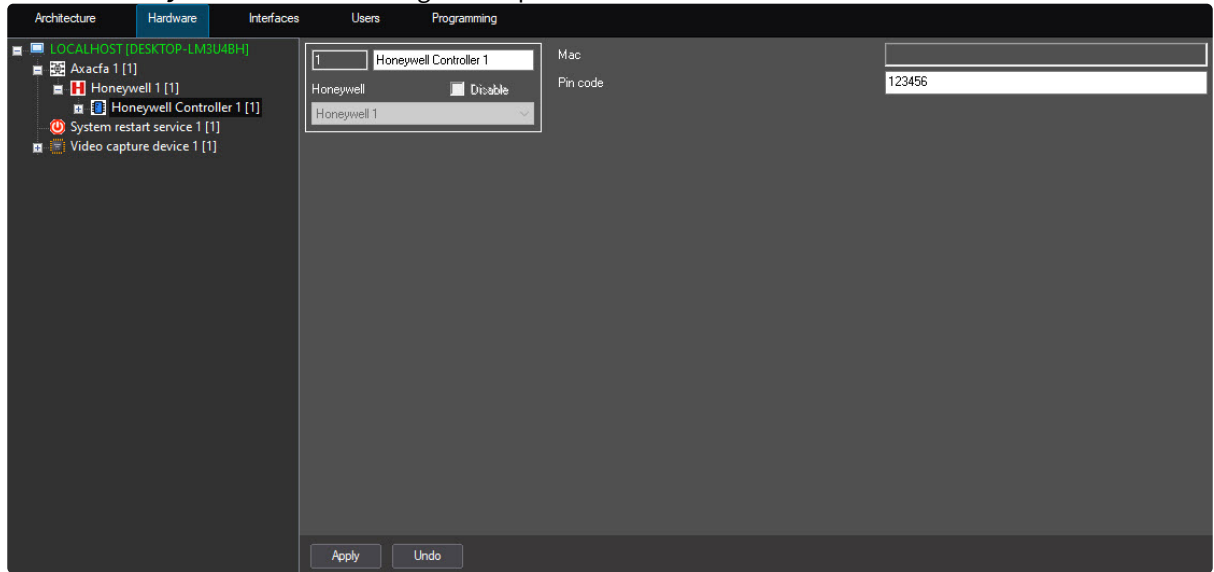 Architecture Hardware Interfaces Users Programming
LOCALHOST [DESKTOP-LM3U4BH]
Axacfa 1 [1]
Honeywell 1 [1]
Honeywell Controller 1 [1]
System restart service 1 [1]
Video capture device 1 [1]
1 Honeywell Controller 1
Honeywell Disable
Honeywell 1
Mac
Pin code 123456
Apply Undo